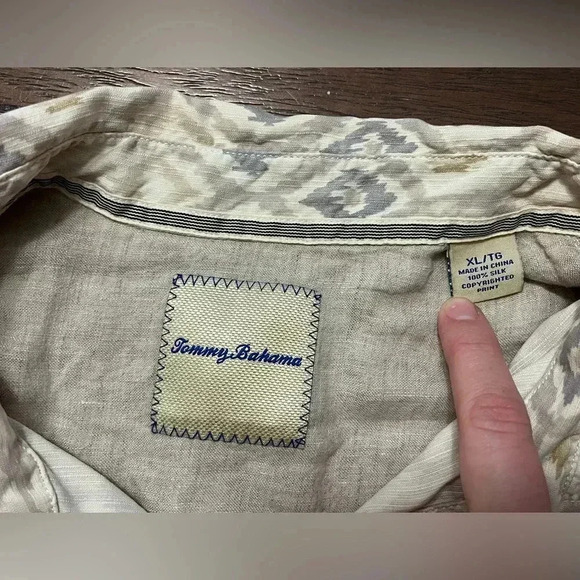 Tommy Bahama
XL/TG
MADE IN CHINA
100% SILK
COPYRIGHTED
PRINT